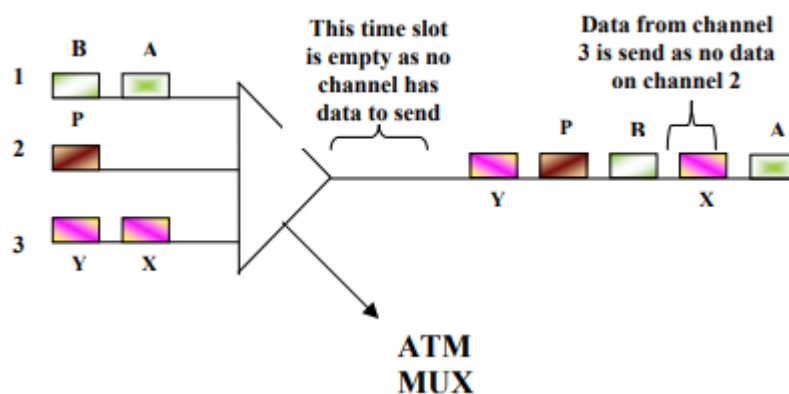 This time slot
is empty as no
channel has
data to send
Data from channel
3 is send as no data
on channel 2
B A
1
P
2
3
Y X
P B A
Y X
ATM
MUX